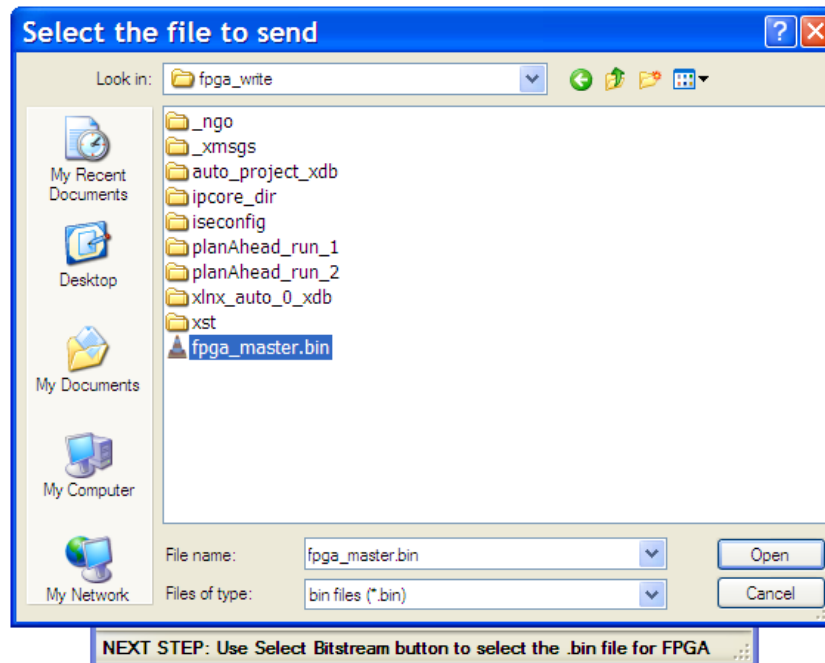 Select the file to send
Look in:
fpga_write
_ngo
_xmsgs
auto_project_xdb
ipcore_dir
iseconfig
planAhead_run_1
planAhead_run_2
xlnx_auto_0_xdb
xst
fpga_master.bin
My Recent
Documents
Desktop
My Documents
My Computer
My Network
File name:
fpga_master.bin
Open
Files of type:
bin files (*.bin)
Cancel
NEXT STEP: Use Select Bitstream button to select the .bin file for FPGA